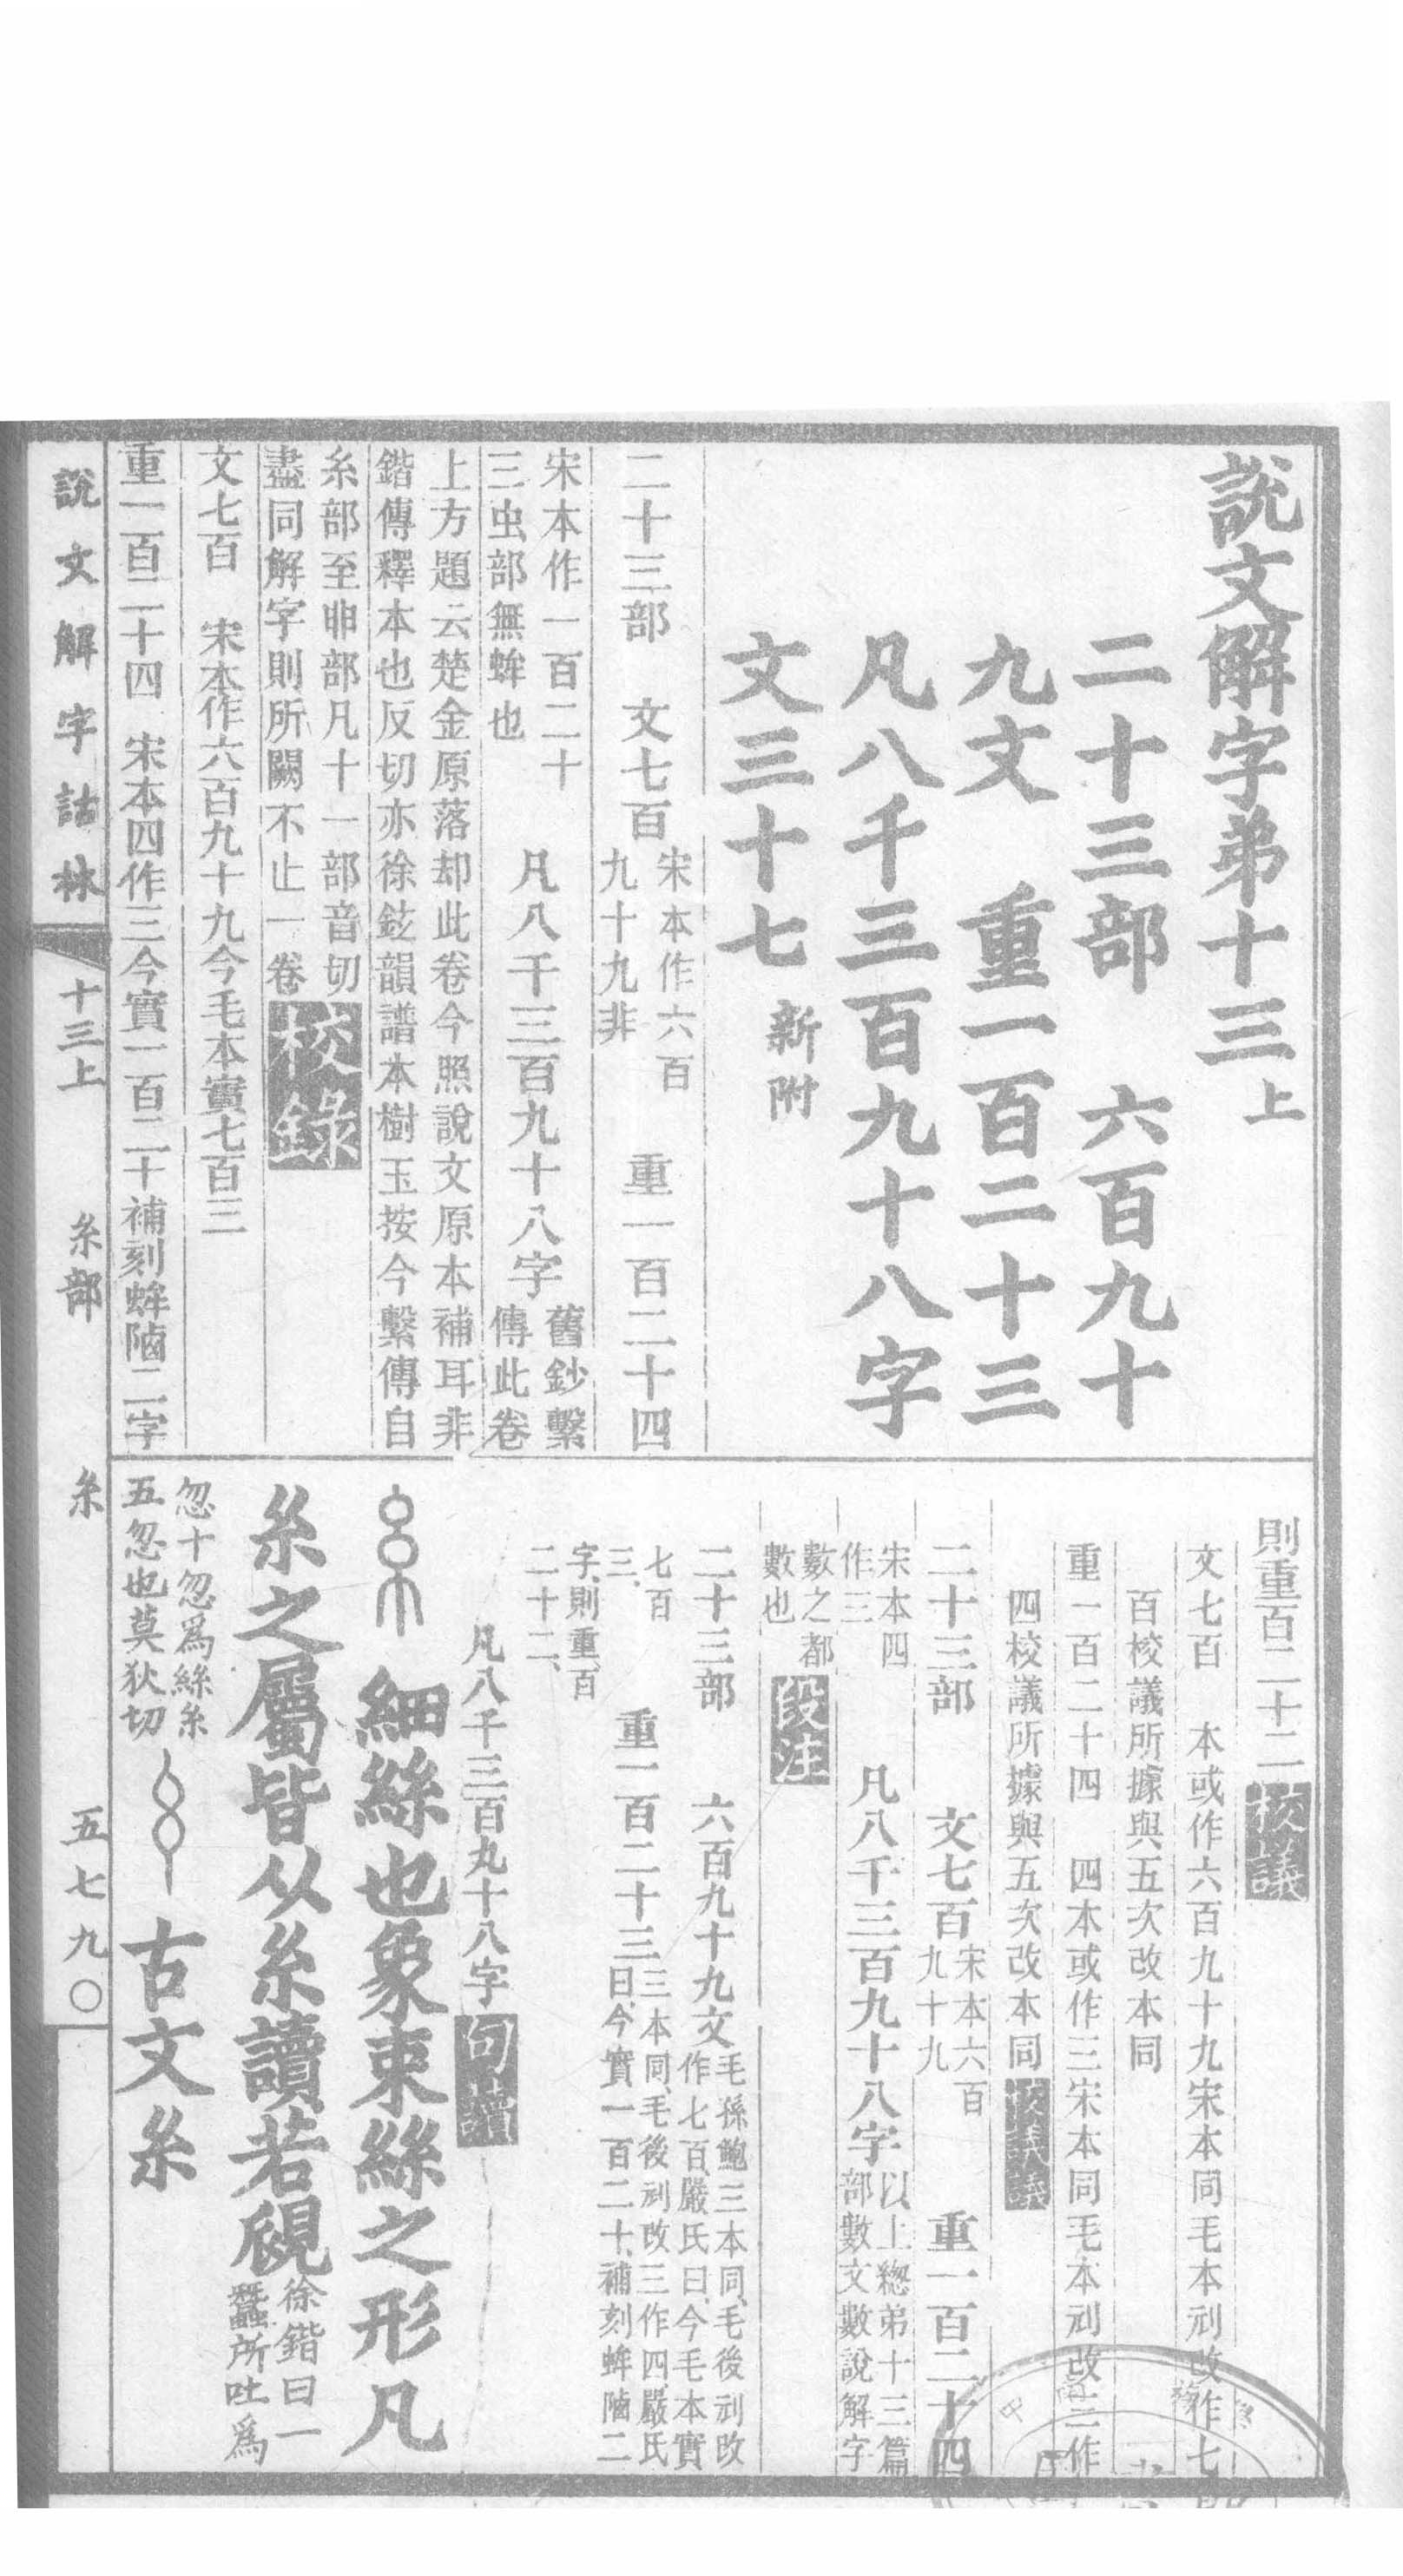 說文解字弟十三上
二十三部　六百九十
九文　重一百二十三
凡八千三百九十八字
文三十七新附
二十三部　文七百宋本作六百九十九非　重一百二十四
宋本作一百二十三虫部無蛑也　凡八千三百九十八字舊鈔繫傳此卷
上方題云楚金原落却此卷今照說文原本補耳非
鍇傳釋本也反切亦徐鉉韻譜本樹玉按今繫傳自
糸部至丱部凡十一部音切
盡同解字則所闕不止一卷校錄
文七百　宋本作六百九十九今毛本實七百三
重一百二十四　宋本四作三今實一百二十補刻蛑䧟二字
則重百二十二校議
文七百　本或作六百九十九宋本同毛本刓改作七
百校議所據與五次改本同
重一百二十四　四本或作三宋本同毛本刓改三作
四校議所據與五次改本同校議議
二十三部　文七百宋本六百九十九　重一百二十四
宋本四作三　凡八千三百九十八字以上總弟十三篇部數文數說解字
數之都數也段注
二十三部　六百九十九文毛孫鮑三本同、毛後刓改作七百、嚴氏曰、今毛本實
七百三、　重一百二十三三本同、毛後刓改三作四、嚴氏曰、今實一百二十、補刻蛑䧟二
字、則重百二十二、
凡八千三百九十八字句讀
糸　細絲也象束絲之形凡
糸之屬皆从糸讀若覛徐鍇曰一蠶所吐爲
忽十忽爲絲糸五忽也莫狄切　古文糸
說文解字詁林　十三上　糸部　糸　五七九〇